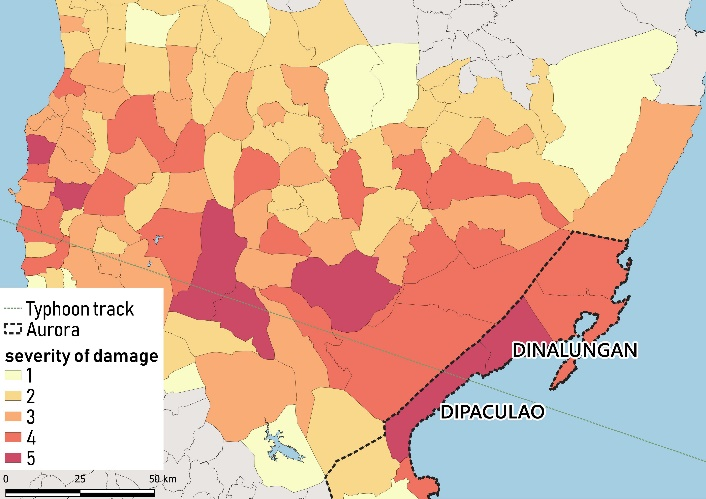 DINALUNGAN
DIPACULAO
Typhoon track
Aurora
severity of damage
1
2
3
4
5
0 25 50 km